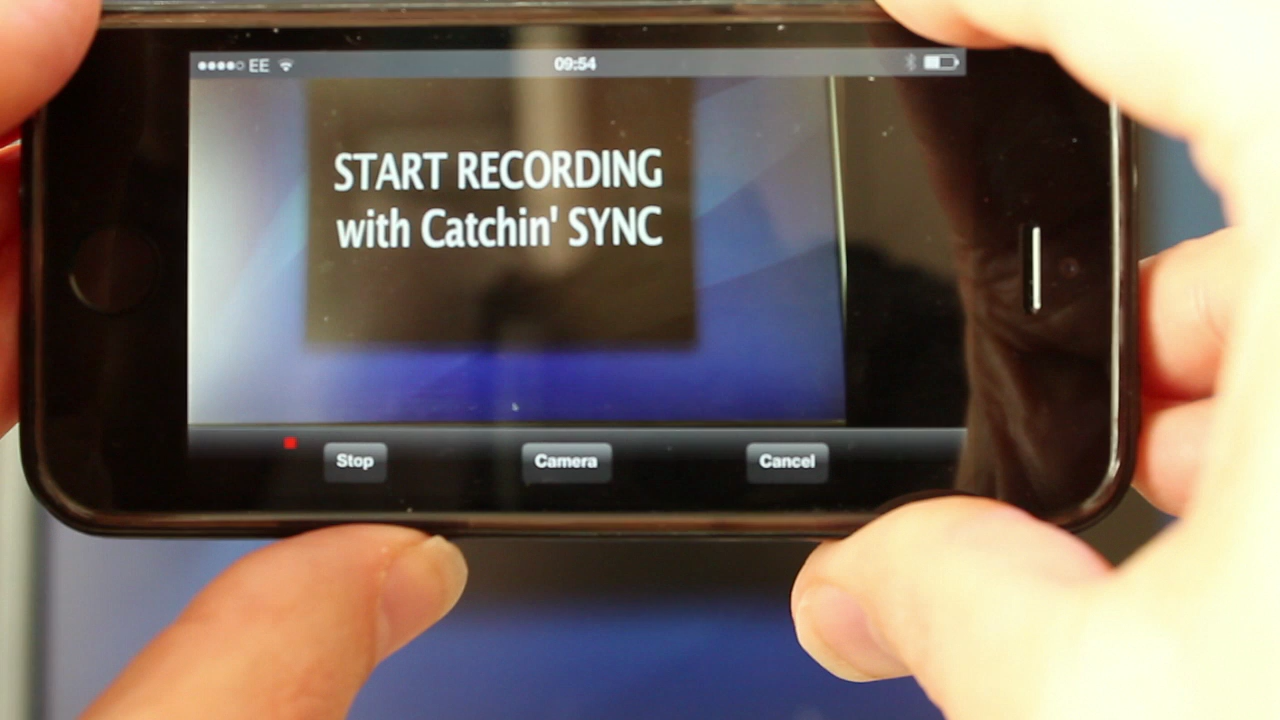 EE 09:54
START RECORDING
with Catchin' SYNC
Stop Camera Cancel